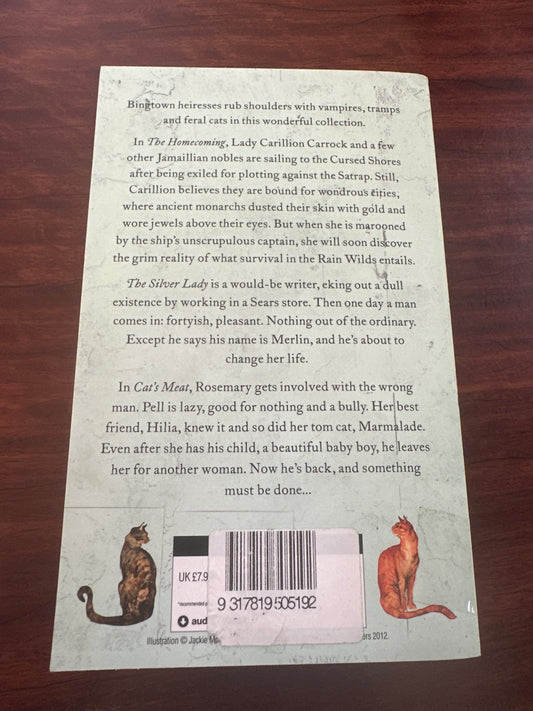 Bingtown heiresses rub shoulders with vampires, tramps
and feral cats in this wonderful collection.
In The Homecoming, Lady Carillion Carrock and a few
other Jamaillian nobles are sailing to the Cursed Shores
after being exiled for plotting against the Satrap. Still,
Carillion believes they are bound for wondrous cities,
where ancient monarchs dusted their skin with gold and
wore jewels above their eyes. But when she is marooned
by the ship's unscrupulous captain, she will soon discover
the grim reality of what survival in the Rain Wilds entails.
The Silver Lady is a would-be writer, eking out a dull
existence by working in a Sears store. Then one day a man
comes in: fortyish, pleasant. Nothing out of the ordinary.
Except he says his name is Merlin, and he's about to
change her life.
In Cat's Meat, Rosemary gets involved with the wrong
man. Pell is lazy, good for nothing and a bully. Her best
friend, Hilia, knew it and so did her tom cat, Marmalade.
Even after she has his child, a beautiful baby boy, he leaves
her for another woman. Now he's back, and something
must be done...
UK £7.9
9 317819 505192
*recommended
aud
Illustration © Jackie 2012.